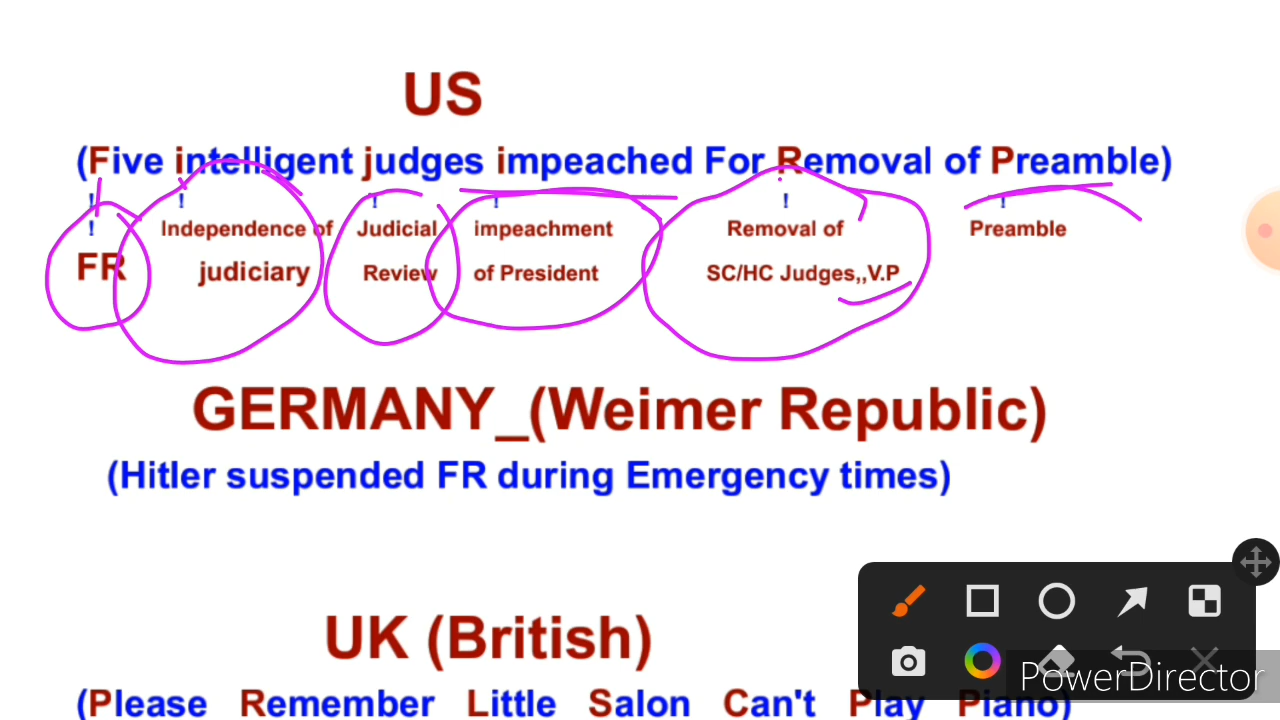 US
(Five intelligent judges impeached For Removal of Preamble)
! ! ! ! ! !
!
Independence of Judicial impeachment Removal of Preamble
FR judiciary Review of President SC/HC Judges,,V.P
GERMANY_(Weimer Republic)
(Hitler suspended FR during Emergency times)
UK (British)
(Please Remember Little Salon Can't Play Piano)
PowerDirector